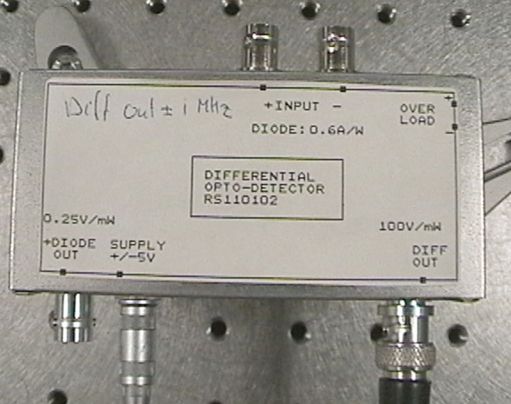 Diff out ± 1 MHz
+INPUT -
DIODE: 0.6A/W
OVER
LOAD
+
-
DIFFERENTIAL
OPTO-DETECTOR
RS110102
0.25V/mW
+DIODE
OUT
SUPPLY
+/-5V
100V/mW
DIFF
OUT